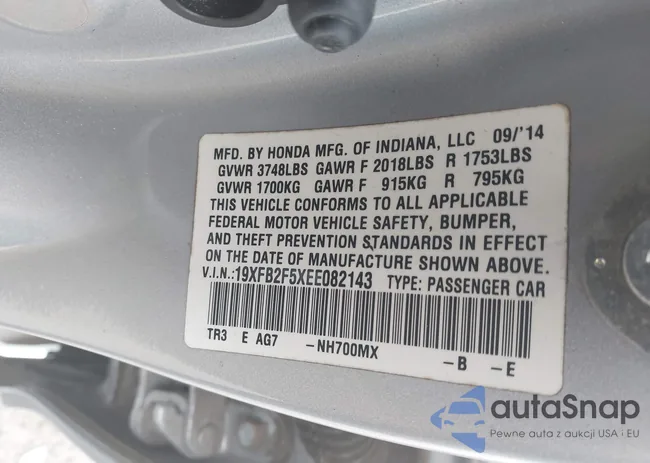 MFD. BY HONDA MFG. OF INDIANA, LLC 09/'14
GVWR 3748LBS GAWR F 2018LBS R 1753LBS
GVWR 1700KG GAWR F 915KG R 795KG
THIS VEHICLE CONFORMS TO ALL APPLICABLE
FEDERAL MOTOR VEHICLE SAFETY, BUMPER,
AND THEFT PREVENTION STANDARDS IN EFFECT
ON THE DATE OF MANUFACTURE SHOWN ABOVE.
V.I.N.:19XFB2F5XEE082143 TYPE: PASSENGER CAR
TR3 E AG7 -NH700MX -B -E
autaSnap
Pewne auta z aukcji USA i EU